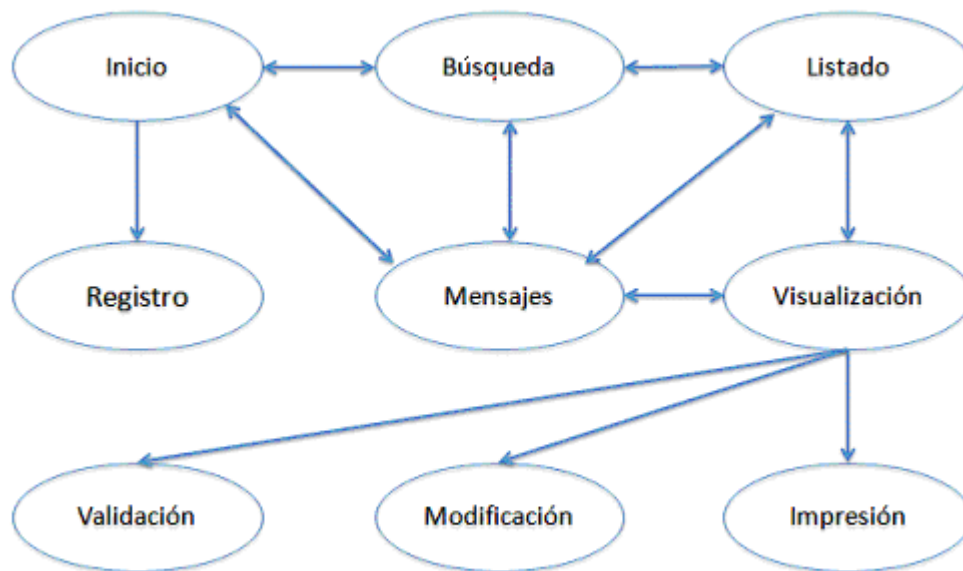 Inicio
Búsqueda
Listado
Registro
Mensajes
Visualización
Validación
Modificación
Impresión